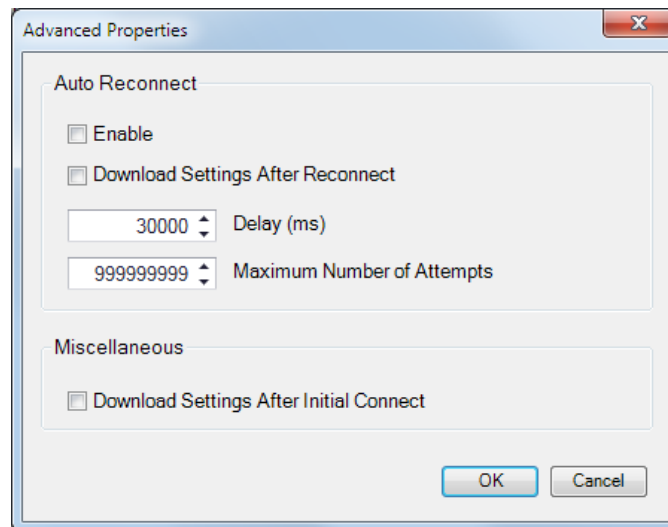 Advanced Properties
Auto Reconnect
Enable
Download Settings After Reconnect
30000 Delay (ms)
999999999 Maximum Number of Attempts
Miscellaneous
Download Settings After Initial Connect
OK Cancel